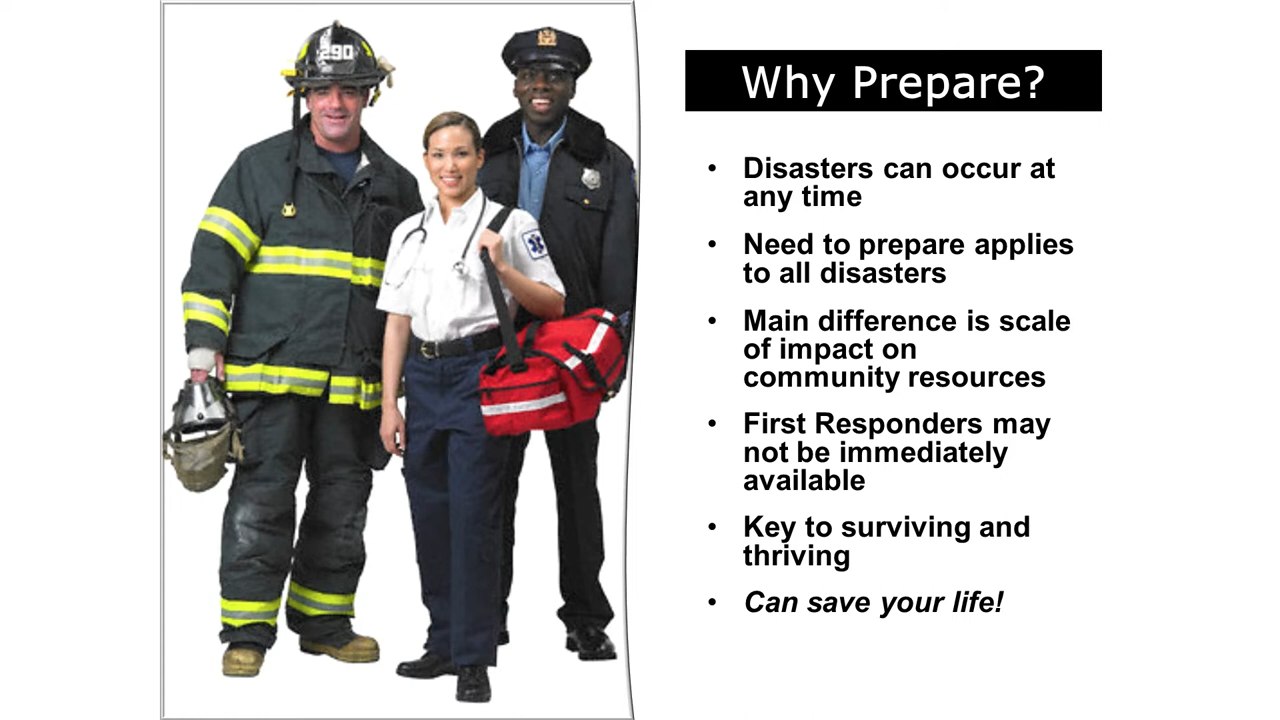 290
Why Prepare?
• Disasters can occur at
any time
• Need to prepare applies
to all disasters
• Main difference is scale
of impact on
community resources
• First Responders may
not be immediately
available
• Key to surviving and
thriving
• Can save your life!